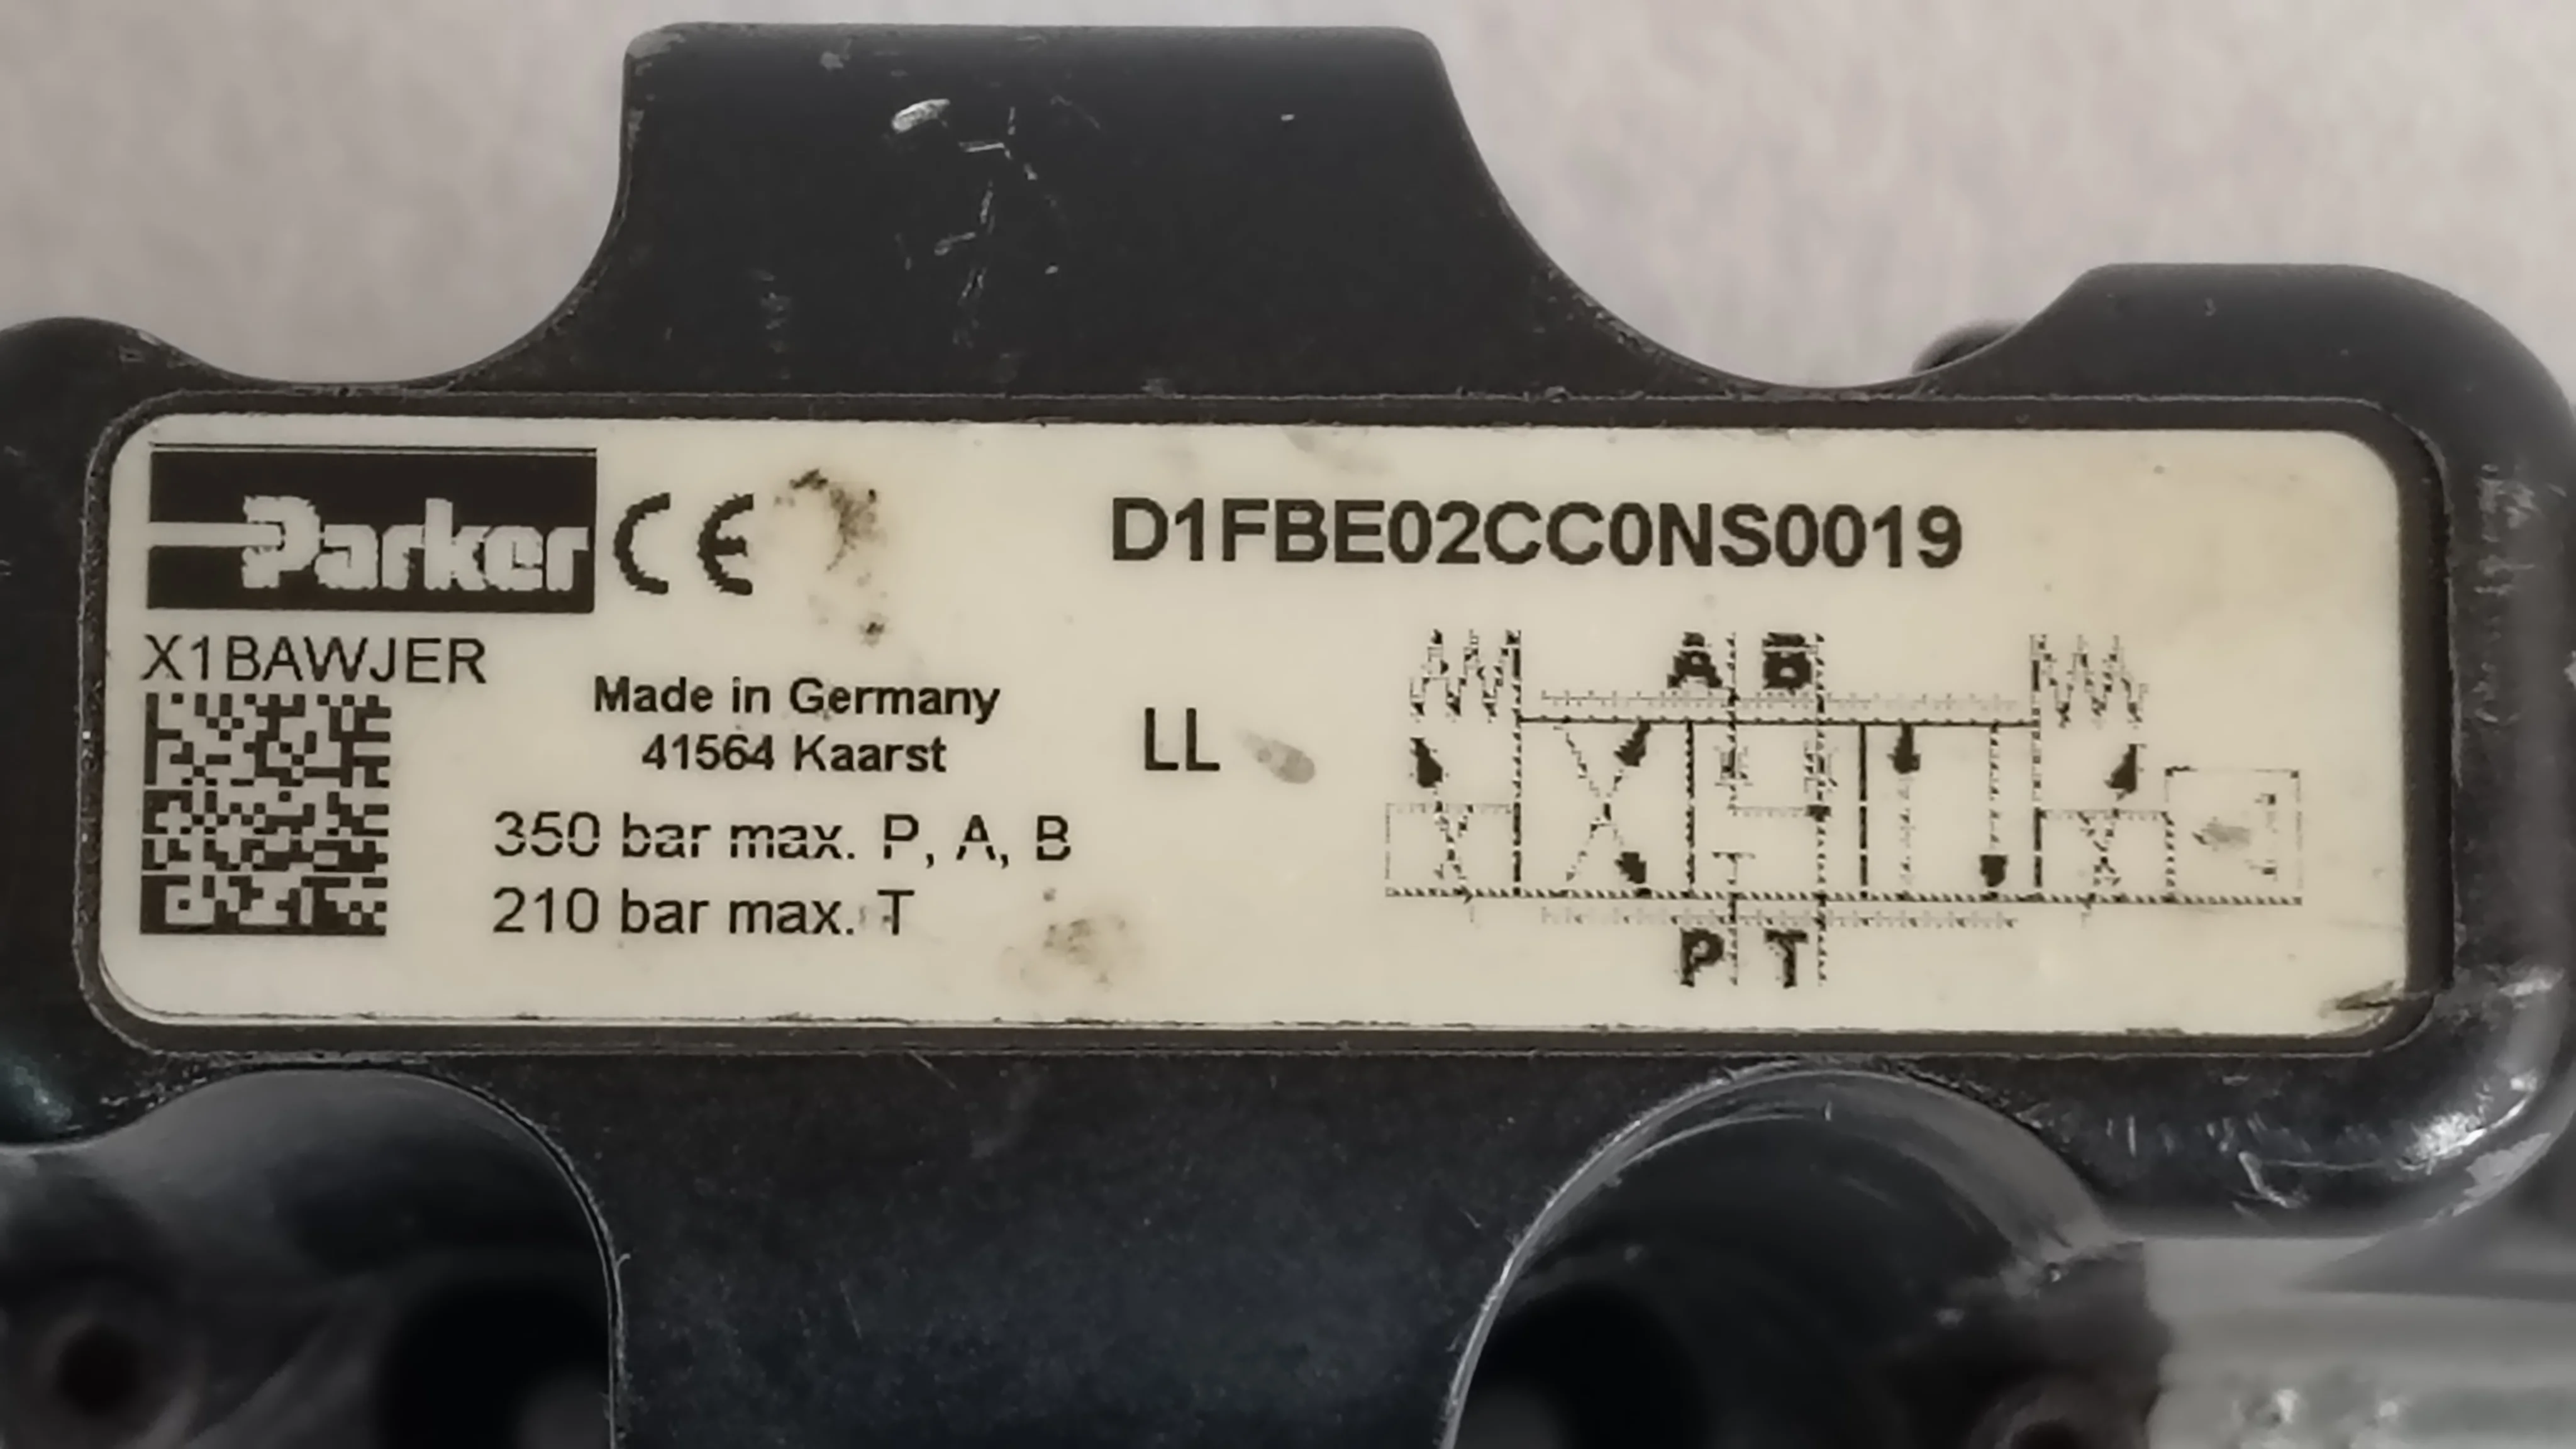 Parker CE
D1FBE02CC0NS0019
X1BAWJER
Made in Germany
41564 Kaarst
LL
350 bar max. P, A, B
210 bar max. T
A B
P T